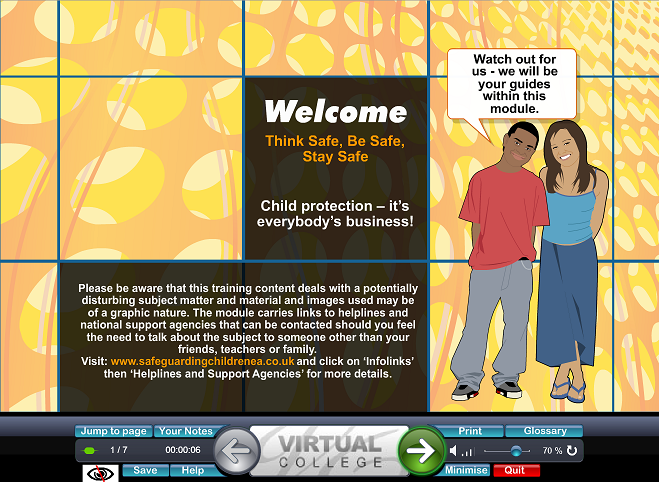 Watch out for
us - we will be
your guides
within this
module.
Welcome
Think Safe, Be Safe,
Stay Safe
Child protection – it's
everybody's business!
Please be aware that this training content deals with a potentially
disturbing subject matter and material and images used may be
of a graphic nature. The module carries links to helplines and
national support agencies that can be contacted should you feel
the need to talk about the subject to someone other than your
friends, teachers or family.
Visit: www.safeguardingchildrenea.co.uk and click on 'Infolinks'
then 'Helplines and Support Agencies' for more details.
Jump to page
Your Notes
Print
Glossary
1 / 7
00:00:06
VIRTUAL
COLLEGE
70 %
Save
Help
Minimise
Quit